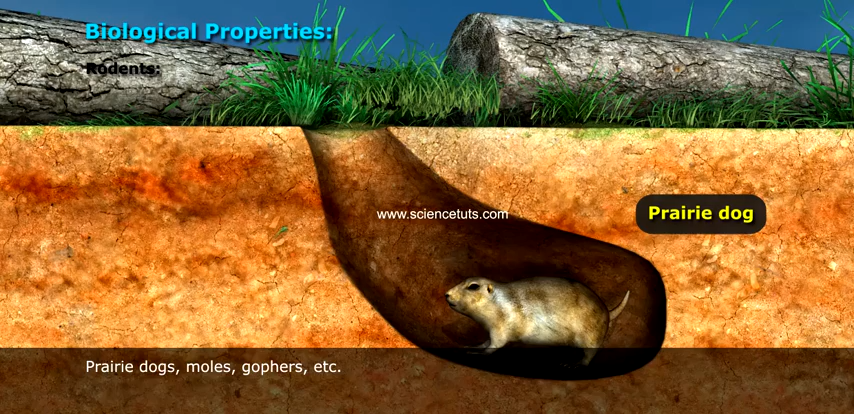 Biological Properties:
Rodents:
www.sciencetuts.com
Prairie dog
Prairie dogs, moles, gophers, etc.